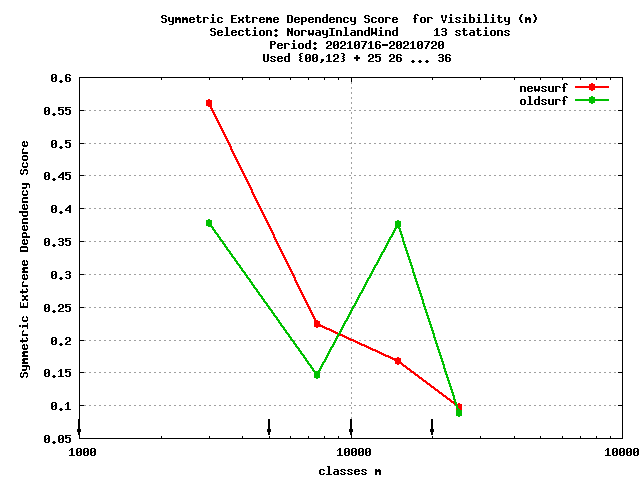 Symmetric Extreme Dependency Score  for Visibility (m)
Selection: NorwayInlandWind     13 stations
Period: 20210716-20210720
Used {00,12} + 25 26 ... 36
newsurf
oldsurf
Symmetric Extreme Dependency Score
0.6
0.55
0.5
0.45
0.4
0.35
0.3
0.25
0.2
0.15
0.1
0.05
1000 10000 10000
classes m